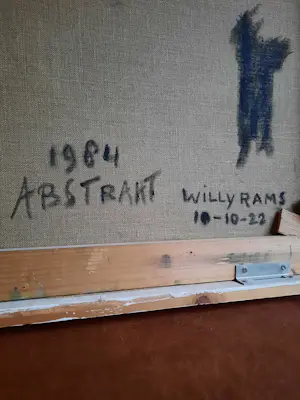 1984
ABSTRAKT
WILLY RAMS
10-10-22